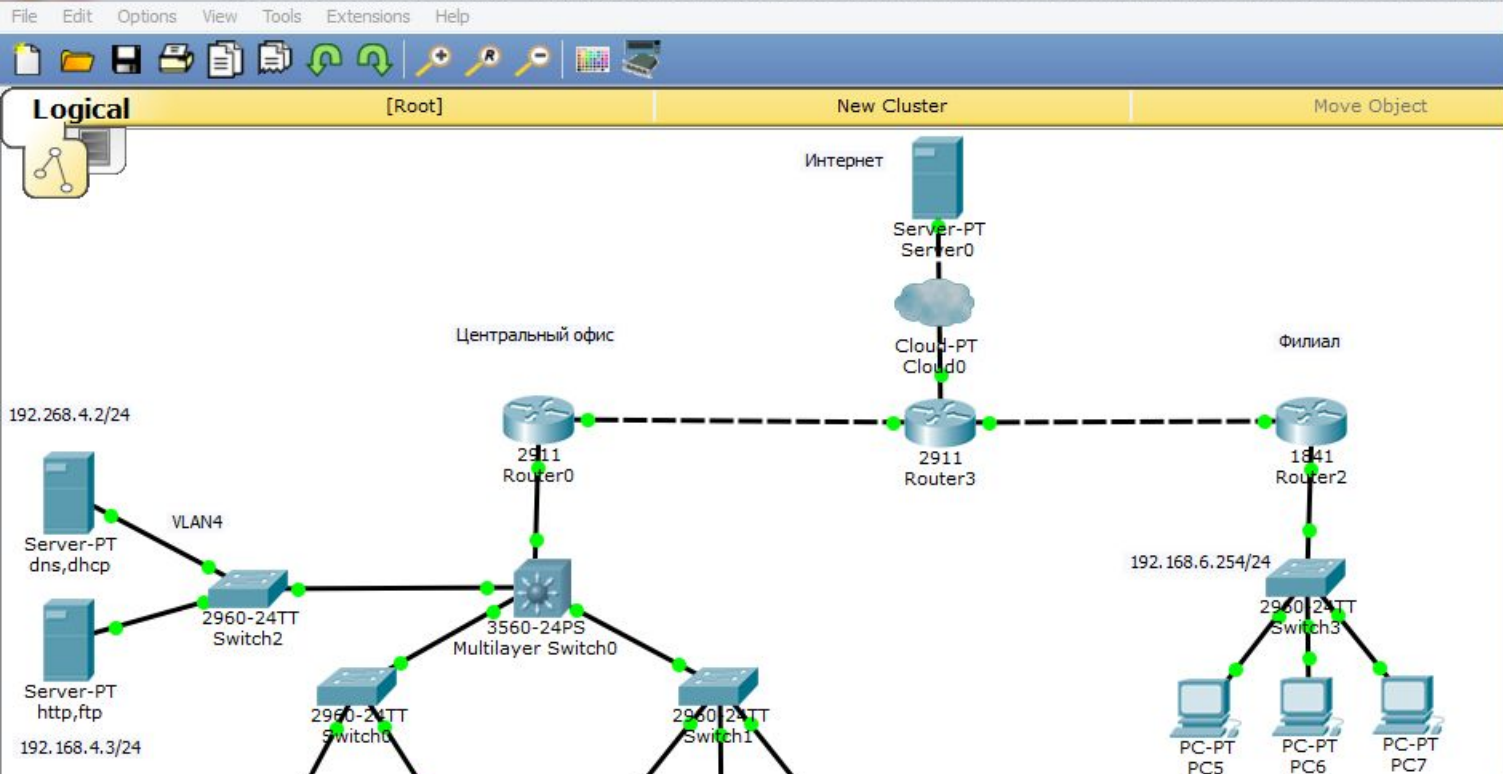 File Edit Options View Tools Extensions Help
R
Logical [Root] New Cluster Move Object
Интернет
Server-PT
Server0
Центральный офис
Cloud-PT
Cloud0
Филиал
192.268.4.2/24
2911
Router0
2911
Router3
1841
Router2
VLAN4
Server-PT
dns,dhcp
192.168.6.254/24
2960-24TT
Switch2
3560-24PS
Multilayer Switch0
2960-24TT
Switch3
Server-PT
http,ftp
192.168.4.3/24
2960-24TT
Switch0
2960-24TT
Switch1
PC-PT
PC5
PC-PT
PC6
PC-PT
PC7